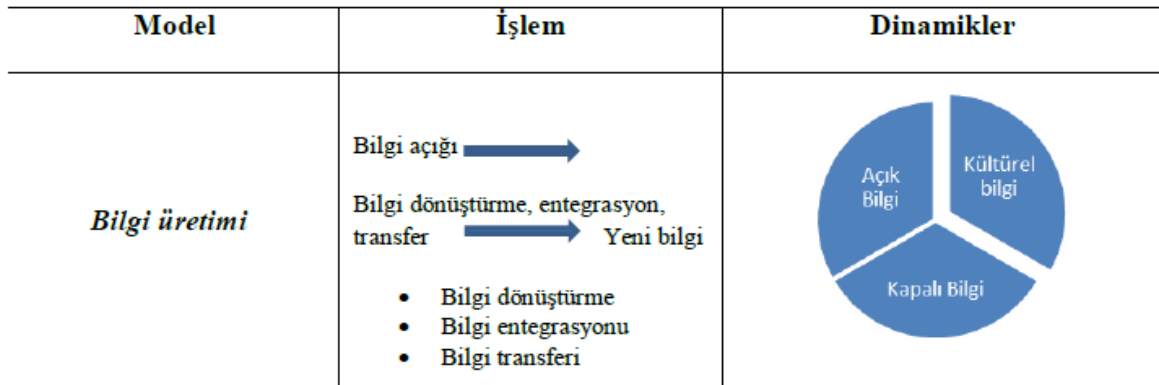 Model
İşlem
Dinamikler
Bilgi üretimi
Bilgi açığı
Bilgi dönüştürme, entegrasyon,
transfer Yeni bilgi
• Bilgi dönüştürme
• Bilgi entegrasyonu
• Bilgi transferi
Açık
Bilgi
Kültürel
bilgi
Kapalı Bilgi